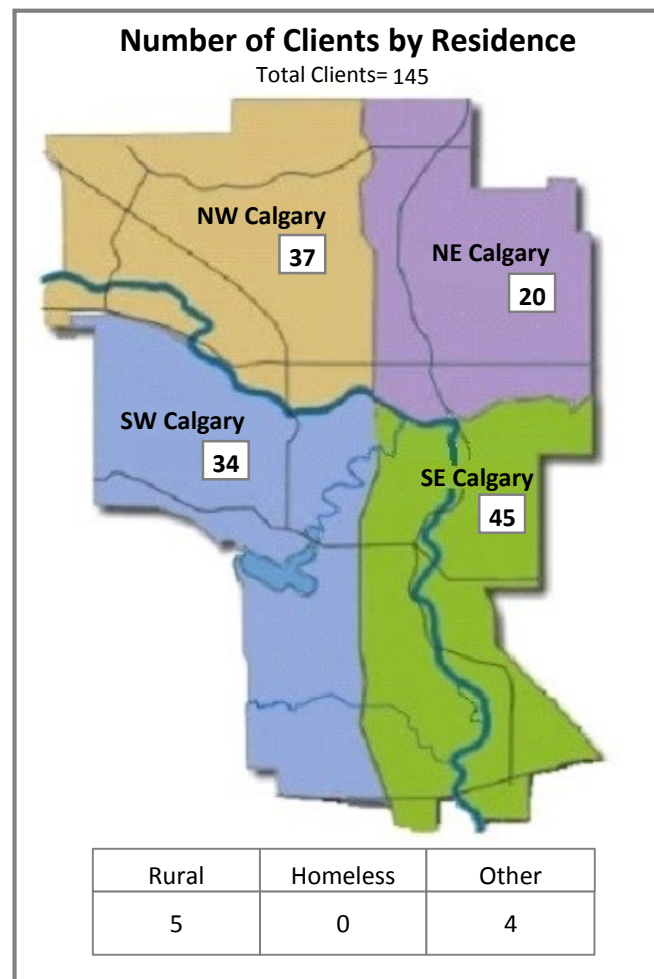 Number of Clients by Residence
Total Clients= 145
NW Calgary
37
NE Calgary
20
SW Calgary
34
SE Calgary
45
Rural Homeless Other
5 0 4